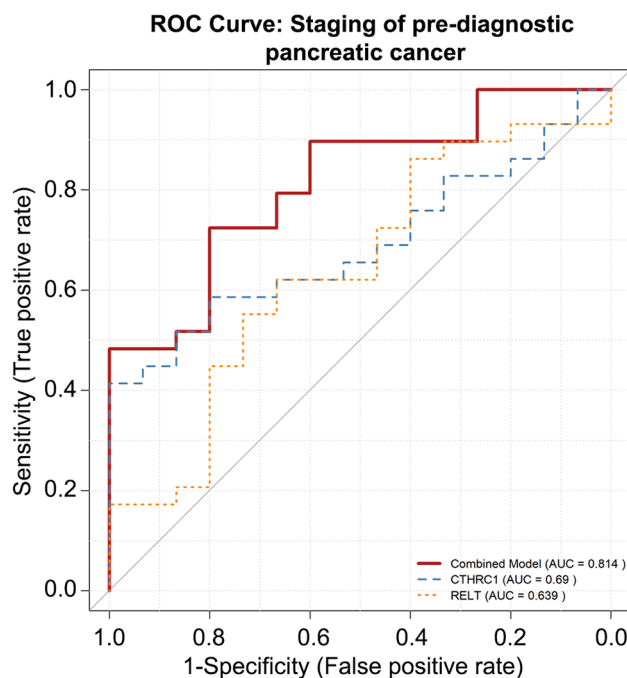 ROC Curve: Staging of pre-diagnostic
pancreatic cancer
Sensitivity (True positive rate)
1.0
0.8
0.6
0.4
0.2
0.0
Combined Model (AUC = 0.814 )
CTHRC1 (AUC = 0.69 )
RELT (AUC = 0.639 )
1.0 0.8 0.6 0.4 0.2 0.0
1-Specificity (False positive rate)